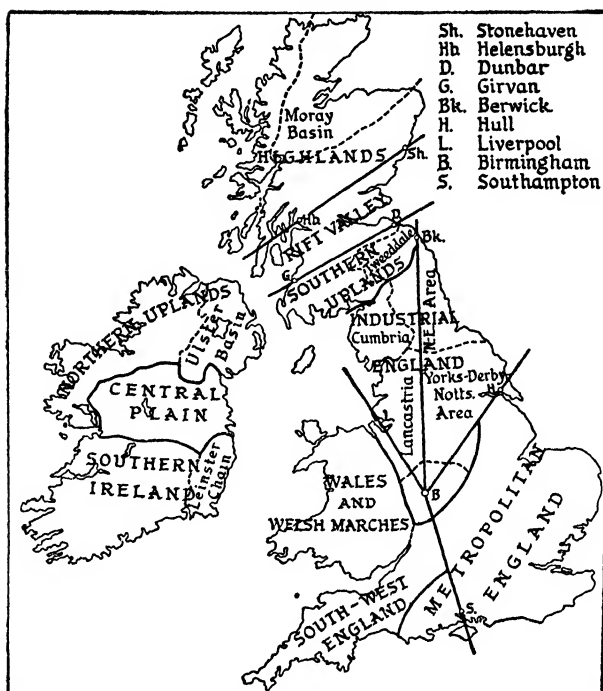 Sh. Stonehaven
Hb Helensburgh
D. Dunbar
G. Girvan
Bk. Berwick.
H. Hull
L. Liverpool
B. Birmingham
S. Southampton
Moray
Basin
HIGHLANDS
Sh.
Hb
RIFT VALLEY
D.
Bk.
G.
Tweeddale
SOUTHERN
UPLANDS
NORTHERN UPLANDS
Ulster
Basin
INDUSTRIAL
Cumbria
N.E. Area
ENGLAND
CENTRAL
PLAIN
Lancastria
Yorks-Derby
Notts.
Area
H.
SOUTHERN
IRELAND
Leinster
Chain
WALES
AND
WELSH MARCHES
B
METROPOLITAN
ENGLAND
SOUTH-WEST
ENGLAND
S.